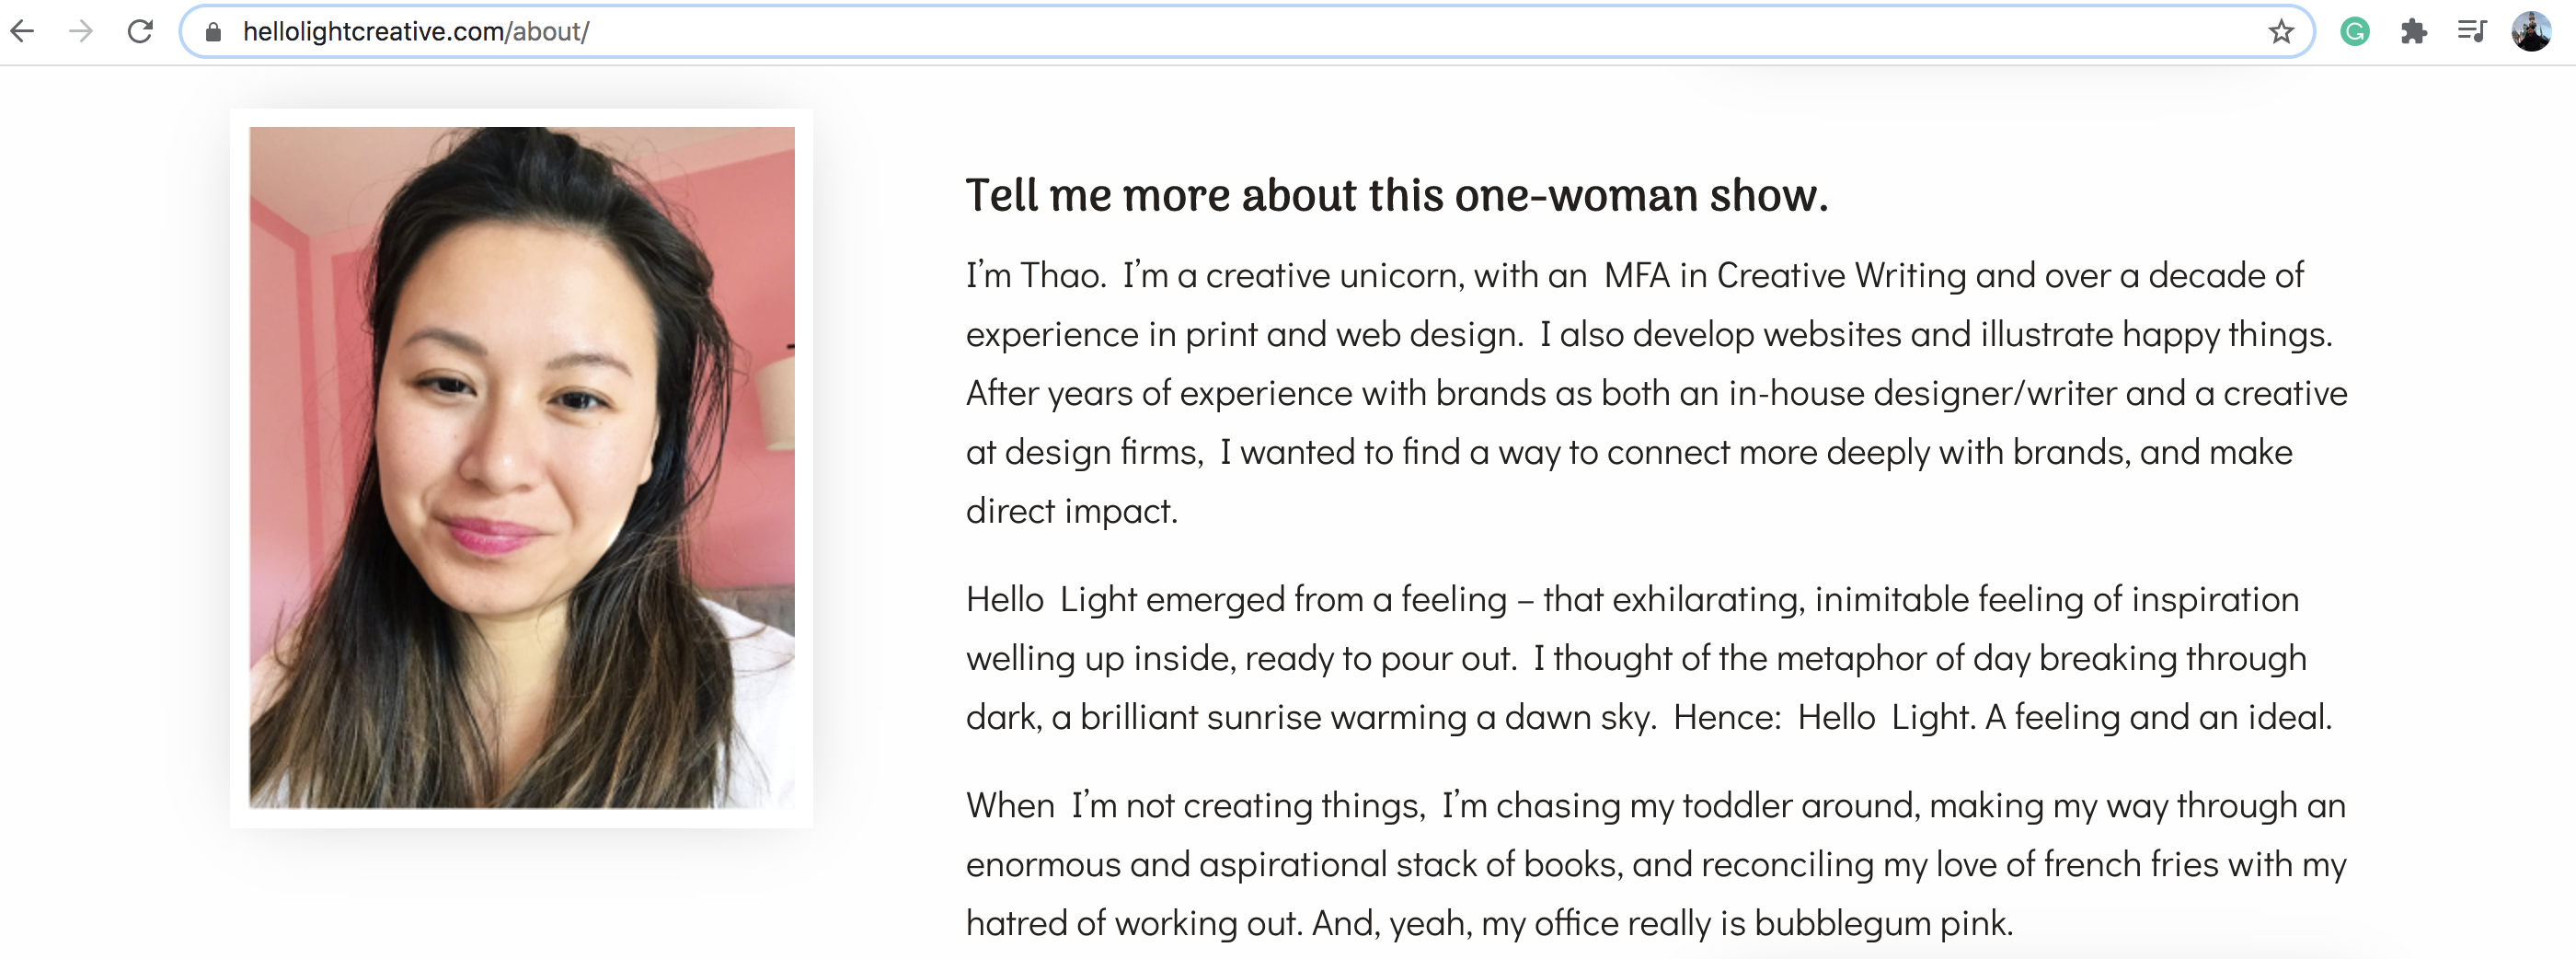 hellolightcreative.com/about/
Tell me more about this one-woman show.
I'm Thao. I'm a creative unicorn, with an MFA in Creative Writing and over a decade of
experience in print and web design. I also develop websites and illustrate happy things.
After years of experience with brands as both an in-house designer/writer and a creative
at design firms, I wanted to find a way to connect more deeply with brands, and make
direct impact.
Hello Light emerged from a feeling – that exhilarating, inimitable feeling of inspiration
welling up inside, ready to pour out. I thought of the metaphor of day breaking through
dark, a brilliant sunrise warming a dawn sky. Hence: Hello Light. A feeling and an ideal.
When I'm not creating things, I'm chasing my toddler around, making my way through an
enormous and aspirational stack of books, and reconciling my love of french fries with my
hatred of working out. And, yeah, my office really is bubblegum pink.